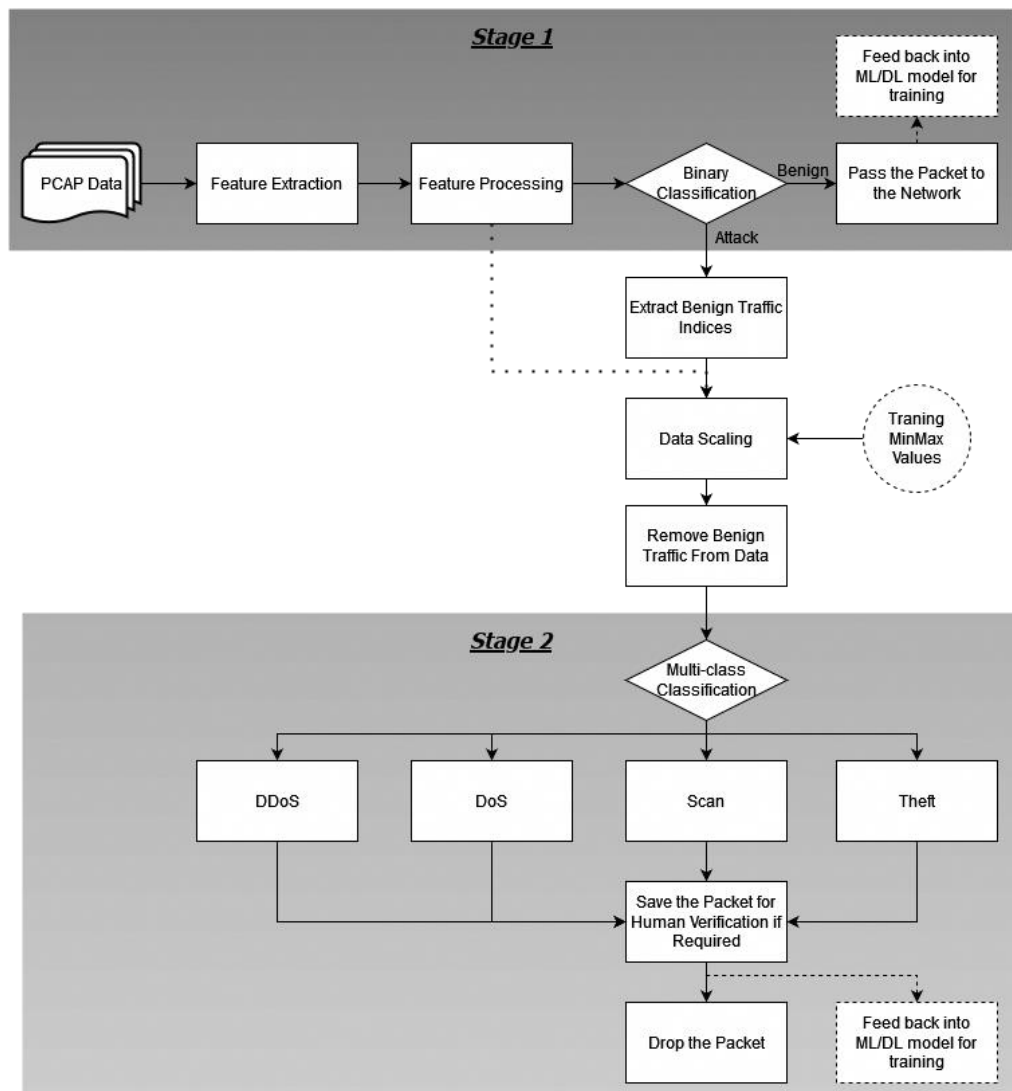 Stage 1
Feed back into
ML/DL model for
training
PCAP Data
Feature Extraction
Feature Processing
Binary
Classification
Benign
Pass the Packet to
the Network
Attack
Extract Benign Traffic
Indices
Data Scaling
Traning
MinMax
Values
Remove Benign
Traffic From Data
Stage 2
Multi-class
Classification
DDoS
DoS
Scan
Theft
Save the Packet for
Human Verification if
Required
Drop the Packet
Feed back into
ML/DL model for
training